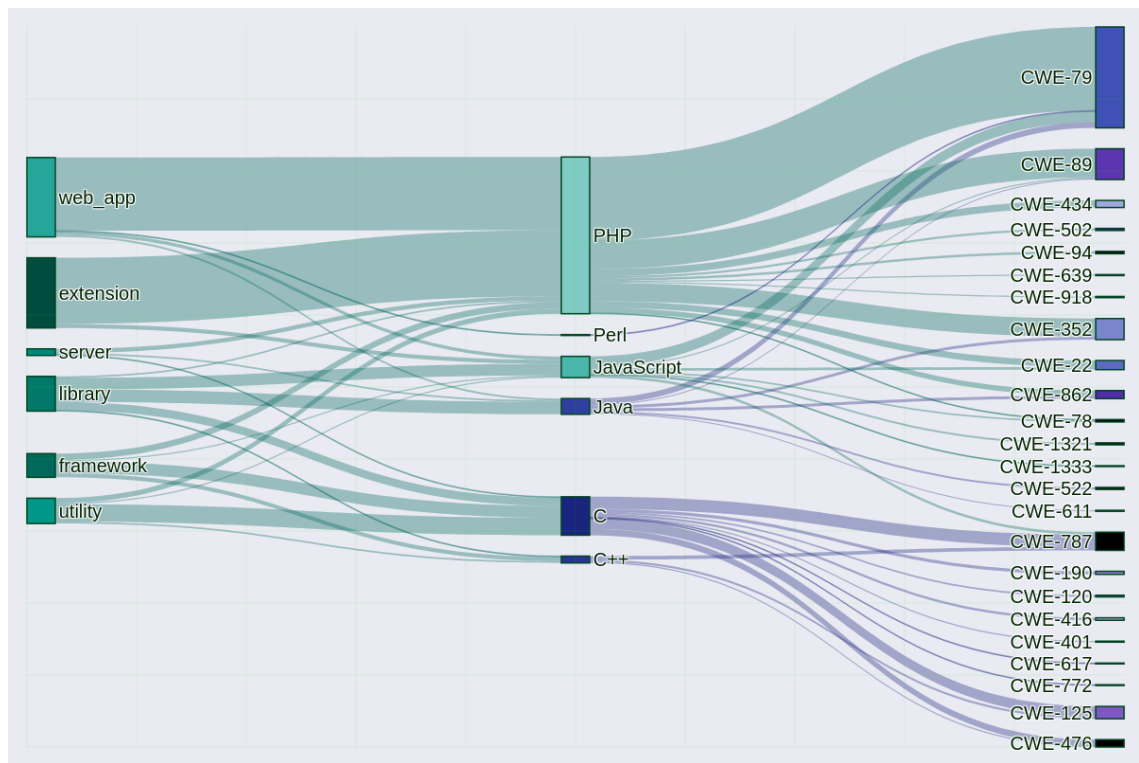 web_app
extension
server
library
framework
utility
PHP
Perl
JavaScript
Java
C
C++
CWE-79
CWE-89
CWE-434
CWE-502
CWE-94
CWE-639
CWE-918
CWE-352
CWE-22
CWE-862
CWE-78
CWE-1321
CWE-1333
CWE-522
CWE-611
CWE-787
CWE-190
CWE-120
CWE-416
CWE-401
CWE-617
CWE-772
CWE-125
CWE-476